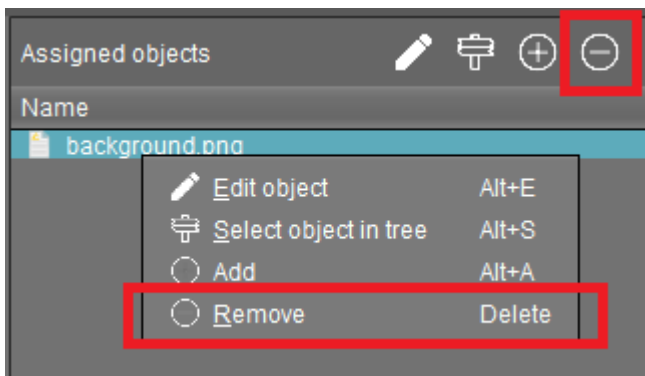 Assigned objects
Name
background.png
Edit object Alt+E
Select object in tree Alt+S
Add Alt+A
Remove Delete